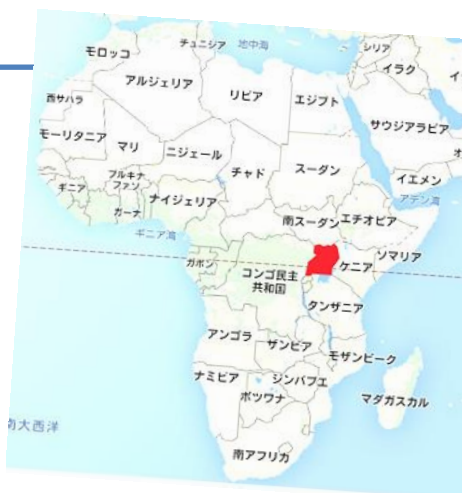 モロッコ
チュニジア
地中海
シリア
イラク
アルジェリア
リビア
エジプト
西サハラ
サウジアラビア
モーリタニア
マリ
ニジェール
チャド
スーダン
イエメン
アデン湾
ギニア
ブルキナ
ファソ
ナイジェリア
ガーナ
南スーダン
エチオピア
ギニア湾
ガボン
コンゴ民主
共和国
ケニア
ソマリア
タンザニア
アンゴラ
ザンビア
モザンビーク
ナミビア
ジンバブエ
ボツワナ
マダガスカル
南大西洋
南アフリカ